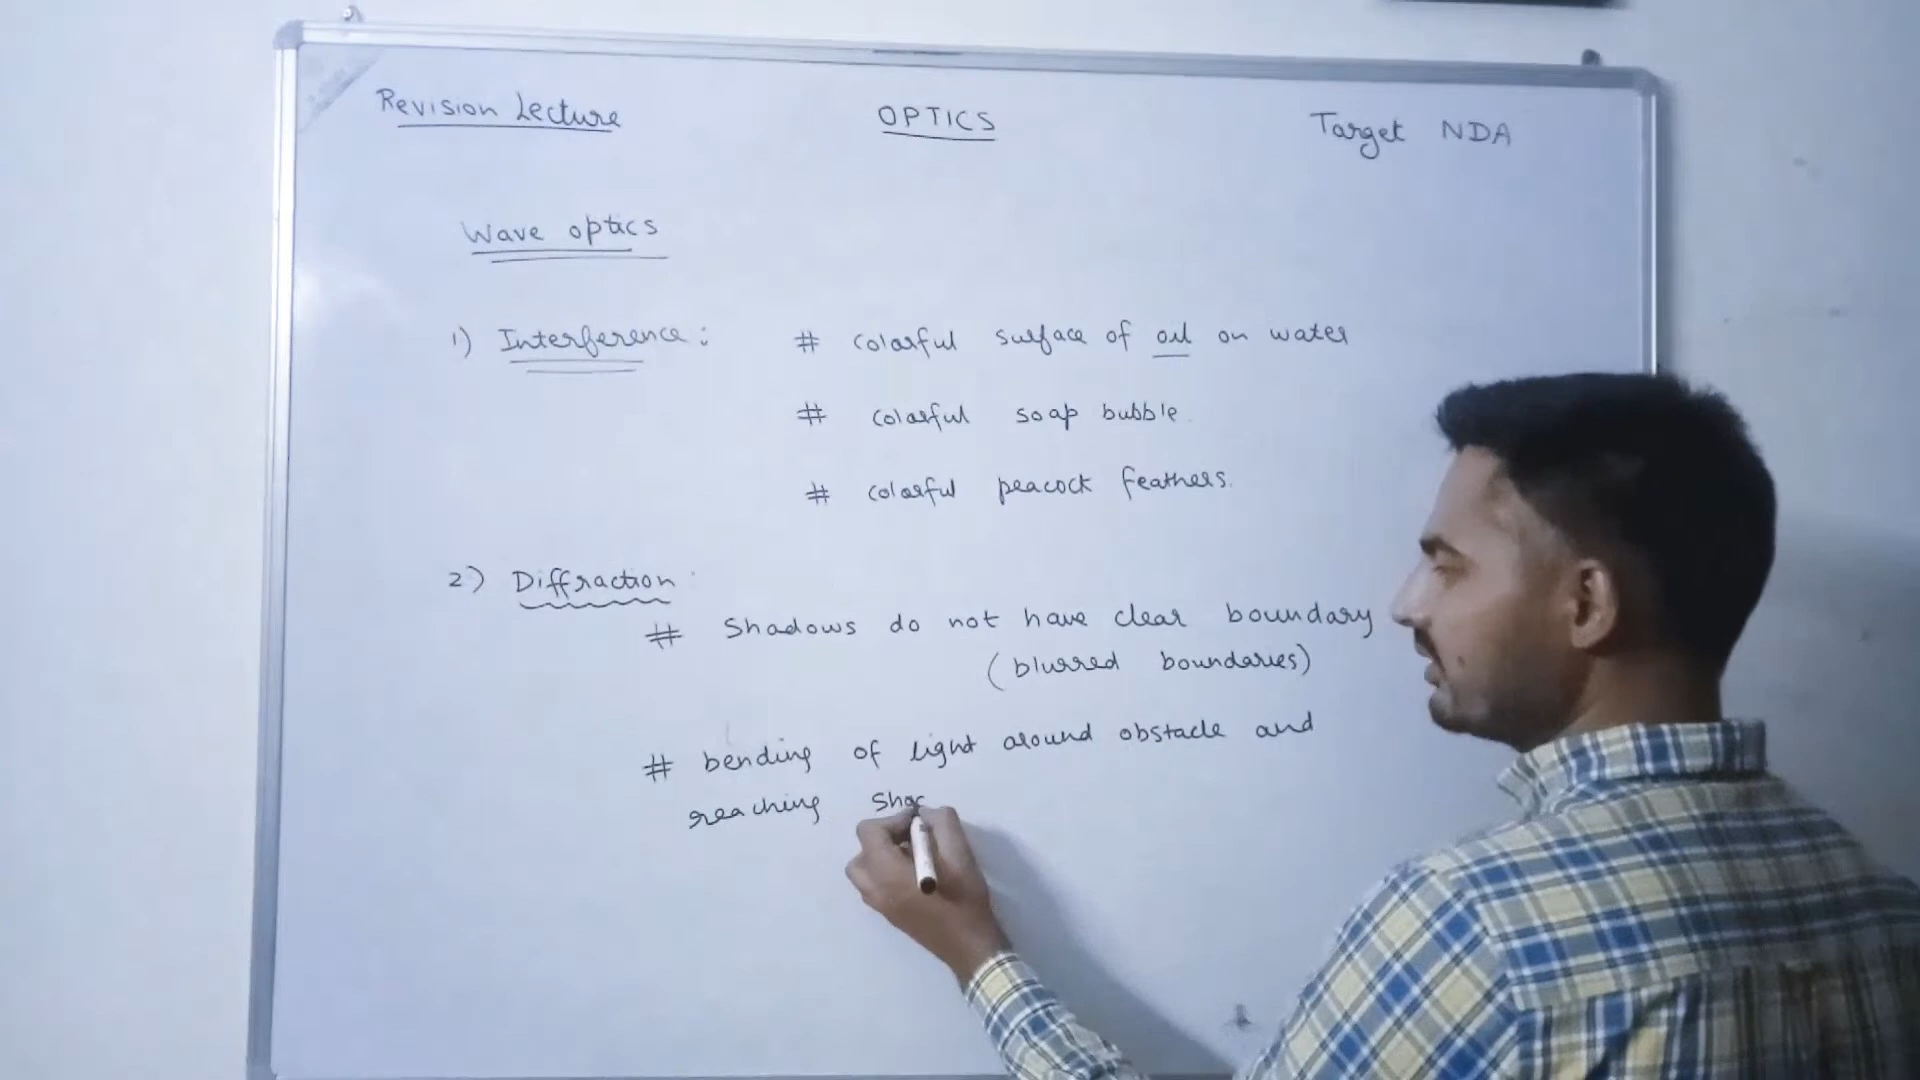 Revision Lecture
OPTICS
Target NDA
Wave optics
1) Interference: # colorful surface of oil on water
# colorful soap bubble.
# colorful peacock feathers.
2) Diffraction:
# Shadows do not have clear boundary
(blurred boundaries)
# bending of light around obstacle and
reaching